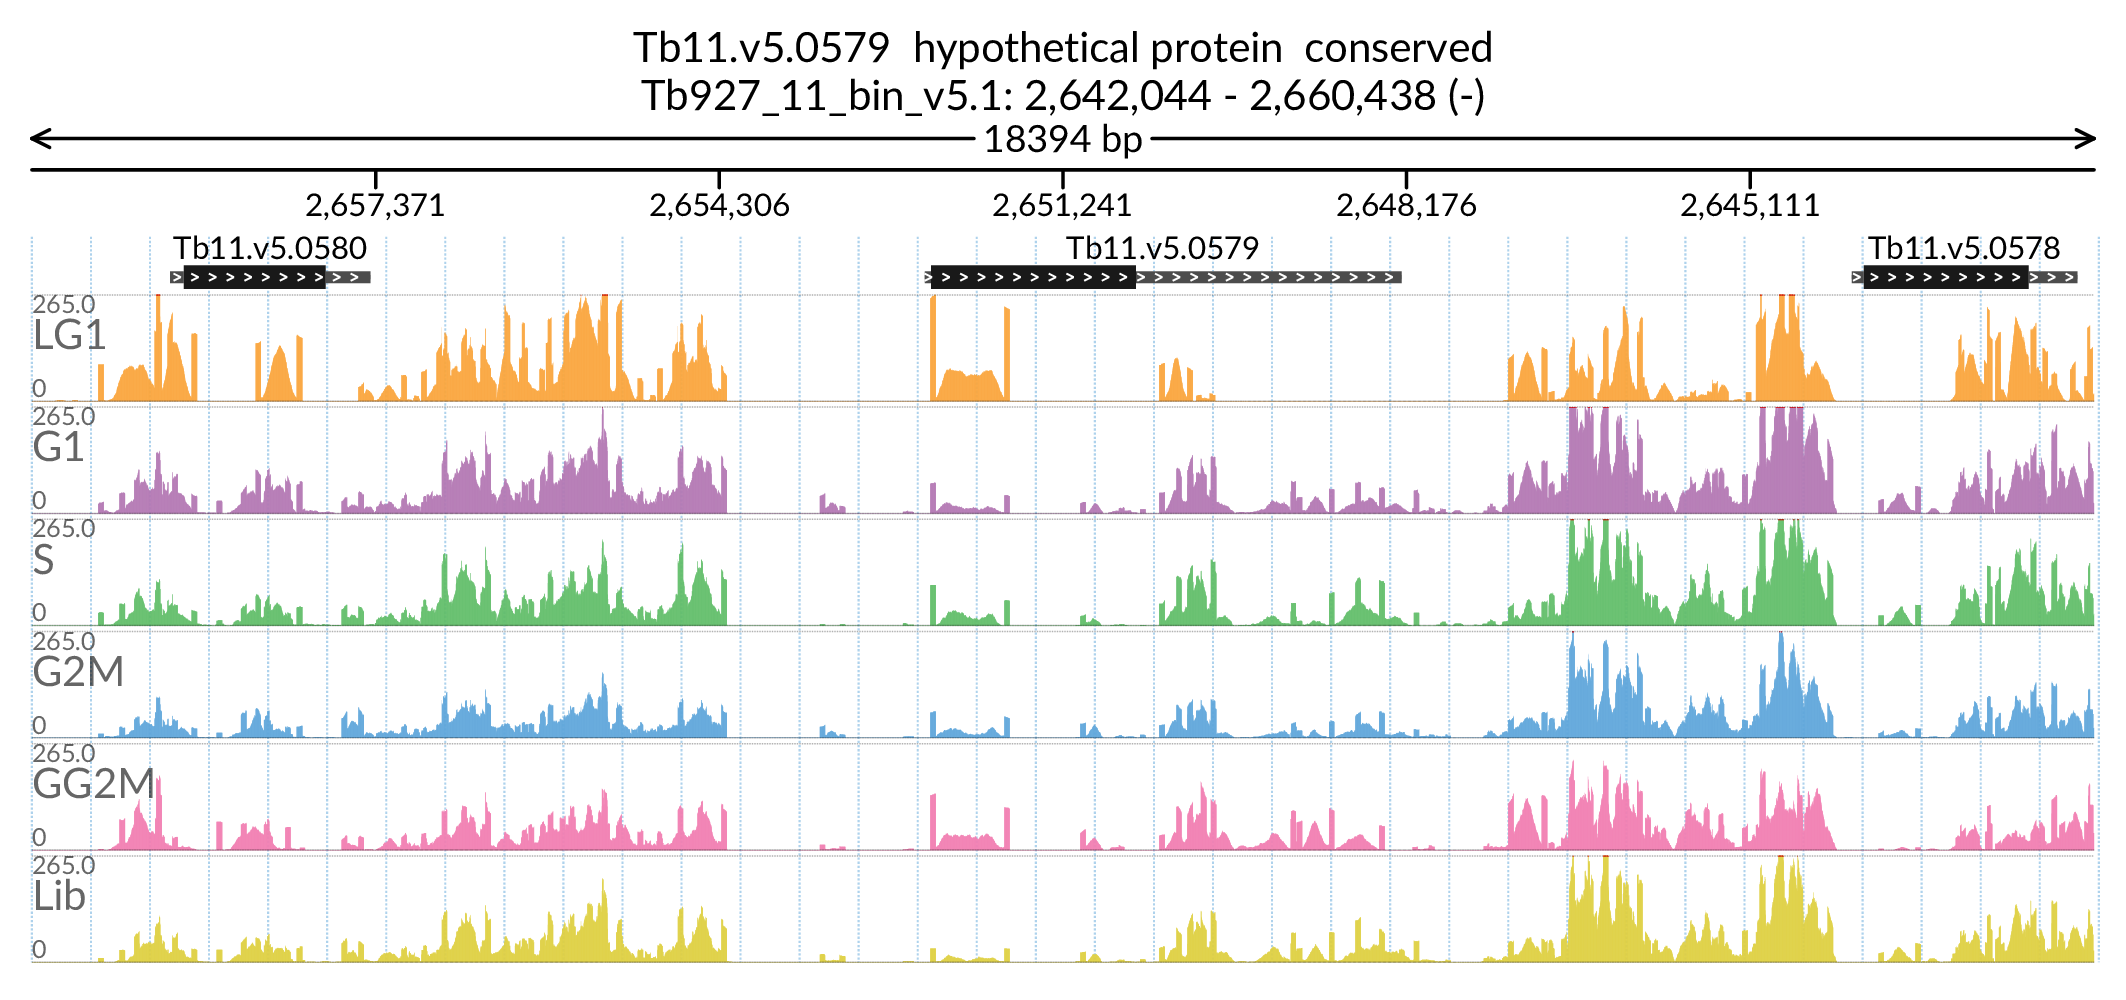 Tb11.v5.0579 hypothetical protein conserved
Tb927_11_bin_v5.1: 2,642,044 - 2,660,438 (-)
18394 bp
2,657,371 2,654,306 2,651,241 2,648,176 2,645,111
Tb11.v5.0580 Tb11.v5.0579 Tb11.v5.0578
265.0
LG1
0
265.0
G1
0
265.0
S
0
265.0
G2M
0
265.0
GG2M
0
265.0
Lib
0